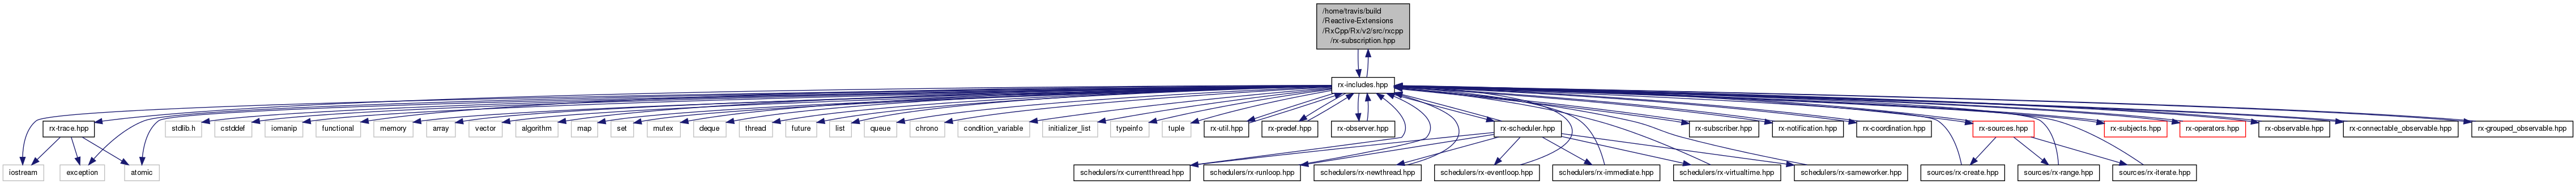 /home/travis/build
/Reactive-Extensions
/RxCpp/Rx/v2/src/rxcpp
/rx-subscription.hpp
rx-includes.hpp
rx-trace.hpp
stdlib.h
cstddef
iomanip
functional
memory
array
vector
algorithm
map
set
mutex
deque
thread
future
list
queue
chrono
condition_variable
initializer_list
typeinfo
tuple
rx-util.hpp
rx-predef.hpp
rx-observer.hpp
rx-scheduler.hpp
rx-subscriber.hpp
rx-notification.hpp
rx-coordination.hpp
rx-sources.hpp
rx-subjects.hpp
rx-operators.hpp
rx-observable.hpp
rx-connectable_observable.hpp
rx-grouped_observable.hpp
iostream
exception
atomic
schedulers/rx-currentthread.hpp
schedulers/rx-runloop.hpp
schedulers/rx-newthread.hpp
schedulers/rx-eventloop.hpp
schedulers/rx-immediate.hpp
schedulers/rx-virtualtime.hpp
schedulers/rx-sameworker.hpp
sources/rx-create.hpp
sources/rx-range.hpp
sources/rx-iterate.hpp